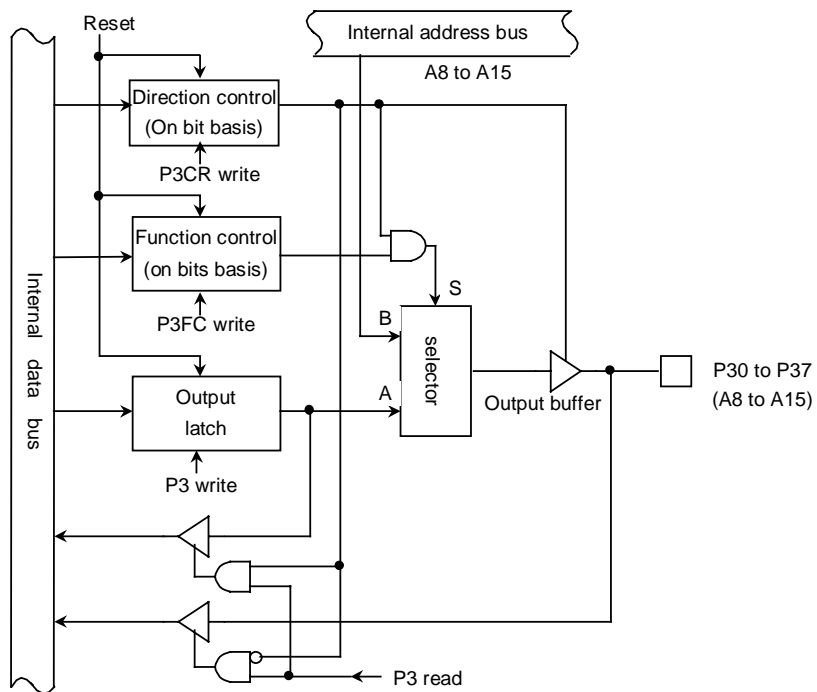 Reset
Internal address bus
A8 to A15
Direction control
(On bit basis)
P3CR write
Function control
(on bits basis)
P3FC write
Internal data bus
S
B
selector
A
Output
latch
P3 write
Output buffer
P30 to P37
(A8 to A15)
P3 read